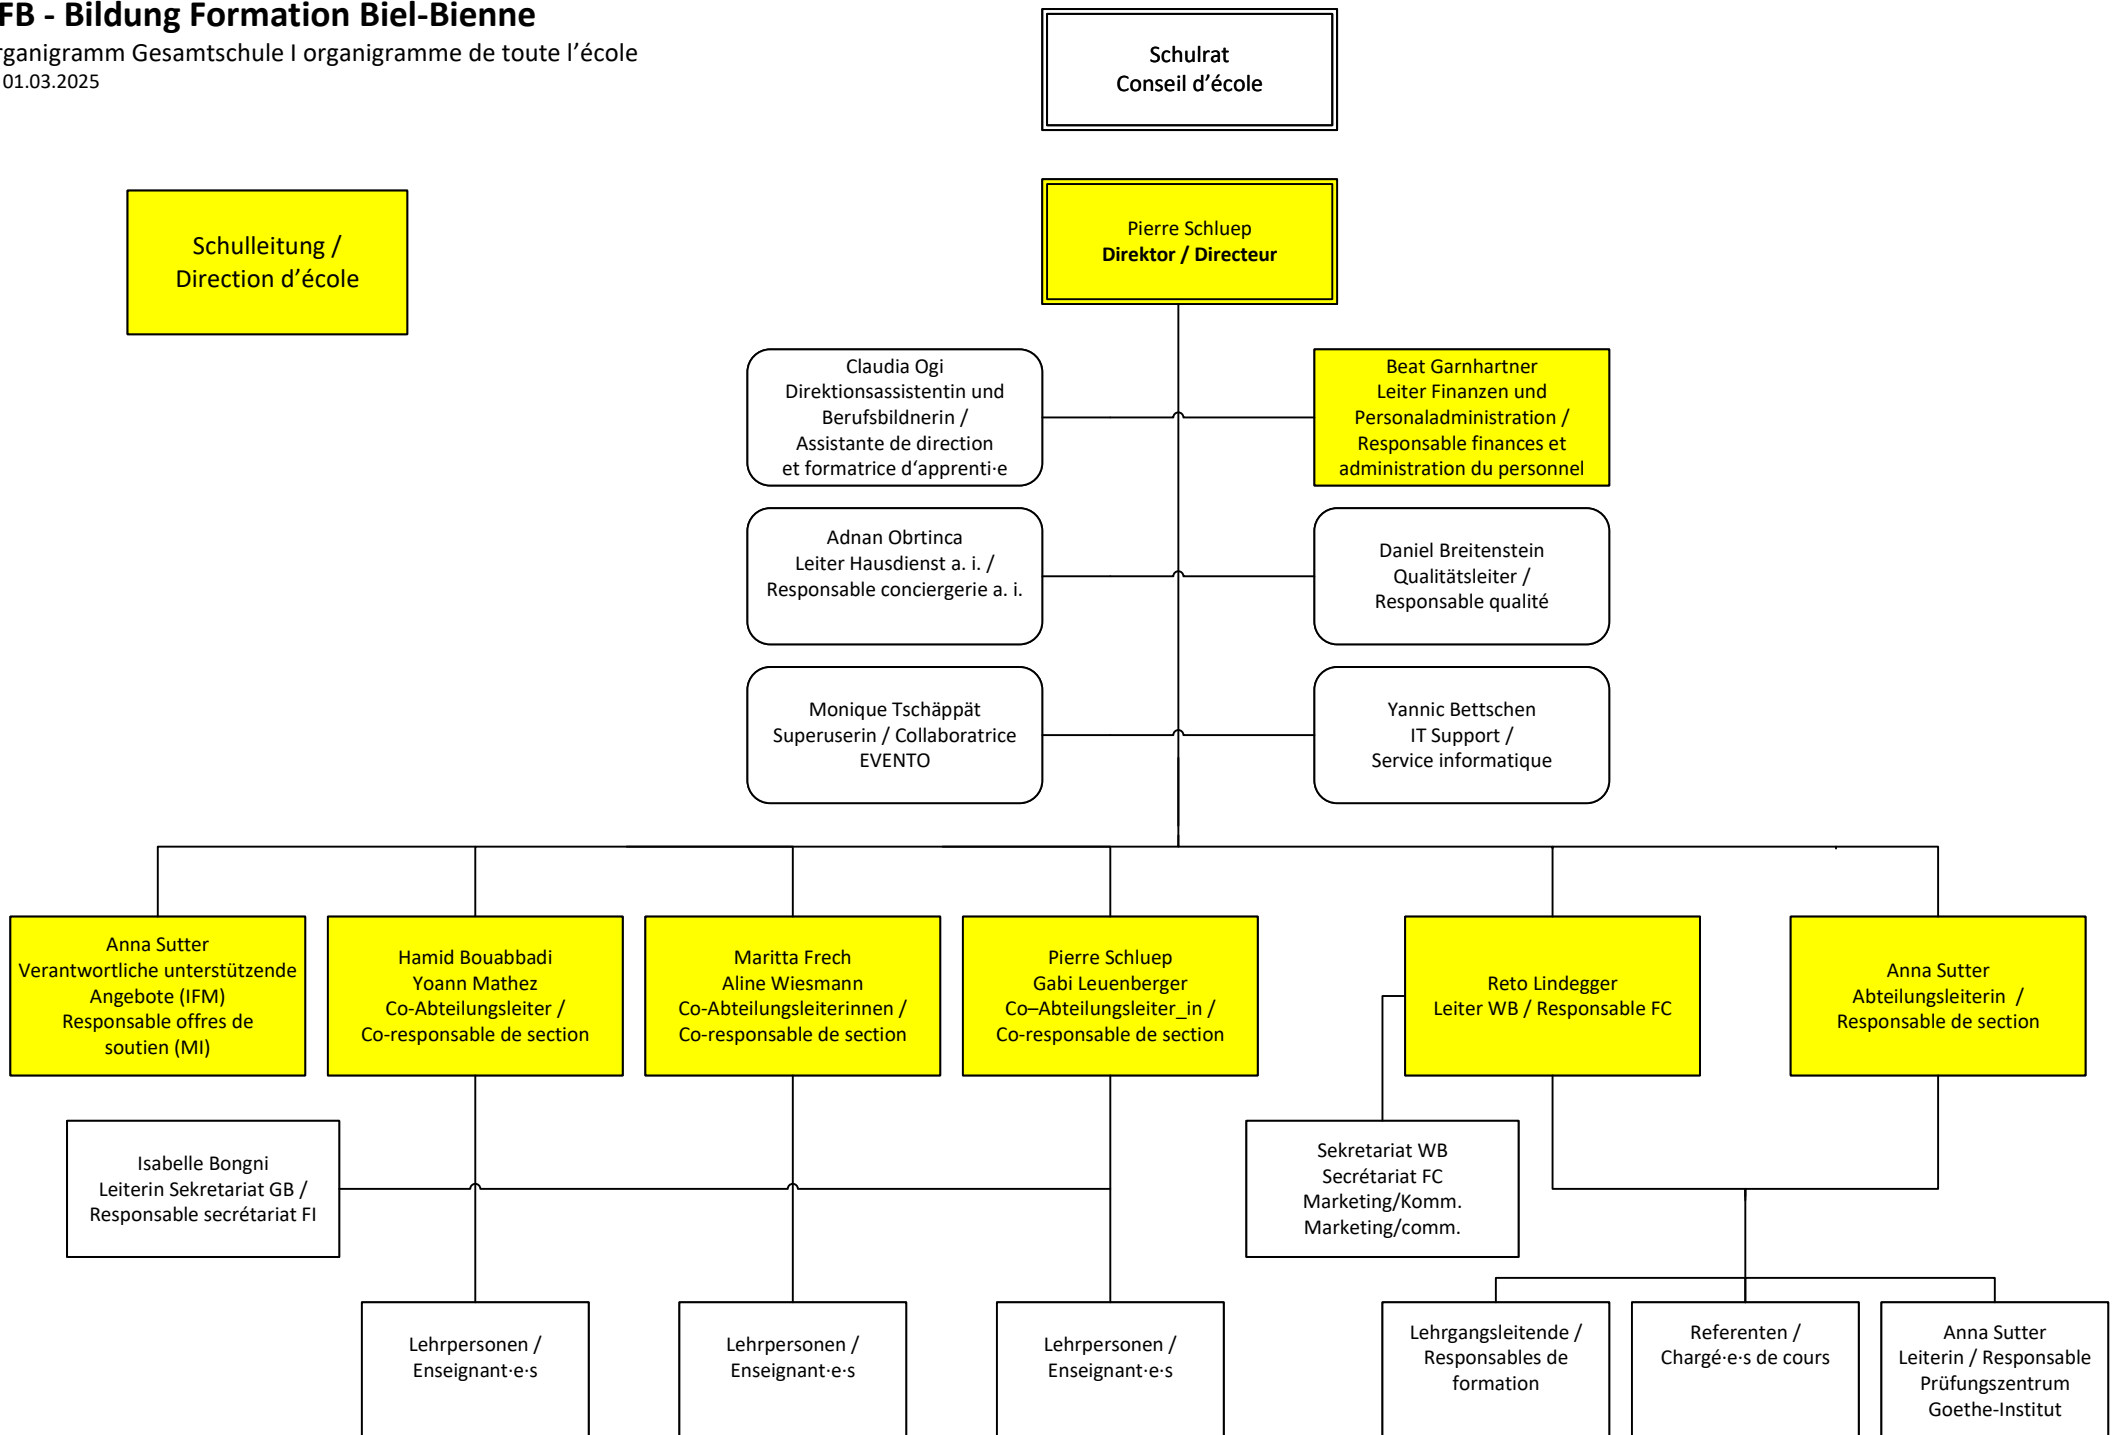 FB - Bildung Formation Biel-Bienne
rganigramm Gesamtschule I organigramme de toute l’école
01.03.2025
Schulrat
Conseil d’école
Schulleitung /
Direction d’école
Pierre Schluep
Direktor / Directeur
Claudia Ogi
Direktionsassistentin und
Berufsbildnerin /
Assistante de direction
et formatrice d‘apprenti·e
Beat Garnhartner
Leiter Finanzen und
Personaladministration /
Responsable finances et
administration du personnel
Adnan Obrtinca
Leiter Hausdienst a. i. /
Responsable conciergerie a. i.
Daniel Breitenstein
Qualitätsleiter /
Responsable qualité
Monique Tschäppät
Superuserin / Collaboratrice
EVENTO
Yannic Bettschen
IT Support /
Service informatique
Anna Sutter
Verantwortliche unterstützende
Angebote (IFM)
Responsable offres de
soutien (MI)
Hamid Bouabbadi
Yoann Mathez
Co-Abteilungsleiter /
Co-responsable de section
Maritta Frech
Aline Wiesmann
Co-Abteilungsleiterinnen /
Co-responsable de section
Pierre Schluep
Gabi Leuenberger
Co–Abteilungsleiter_in /
Co-responsable de section
Reto Lindegger
Leiter WB / Responsable FC
Anna Sutter
Abteilungsleiterin /
Responsable de section
Isabelle Bongni
Leiterin Sekretariat GB /
Responsable secrétariat FI
Sekretariat WB
Secrétariat FC
Marketing/Komm.
Marketing/comm.
Lehrpersonen /
Enseignant·e·s
Lehrpersonen /
Enseignant·e·s
Lehrpersonen /
Enseignant·e·s
Lehrgangsleitende /
Responsables de
formation
Referenten /
Chargé·e·s de cours
Anna Sutter
Leiterin / Responsable
Prüfungszentrum
Goethe-Institut